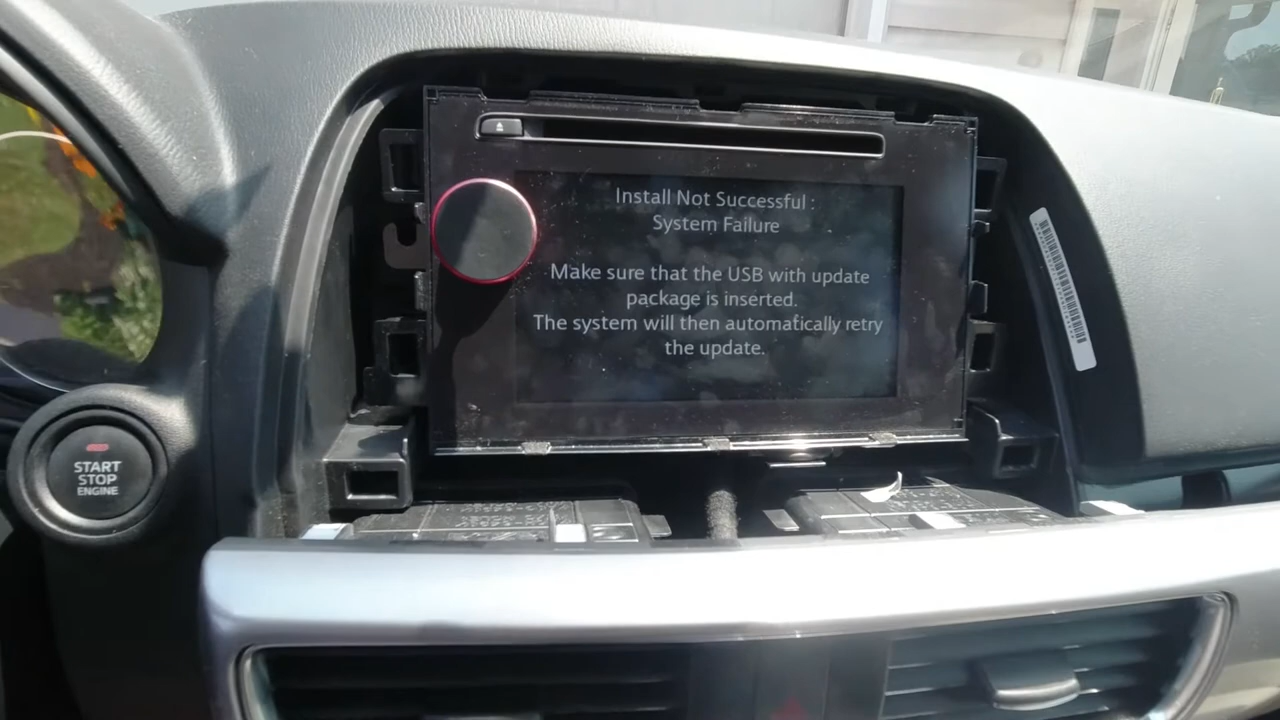 Install Not Successful :
System Failure
Make sure that the USB with update
package is inserted.
The system will then automatically retry
the update.
START
STOP
ENGINE